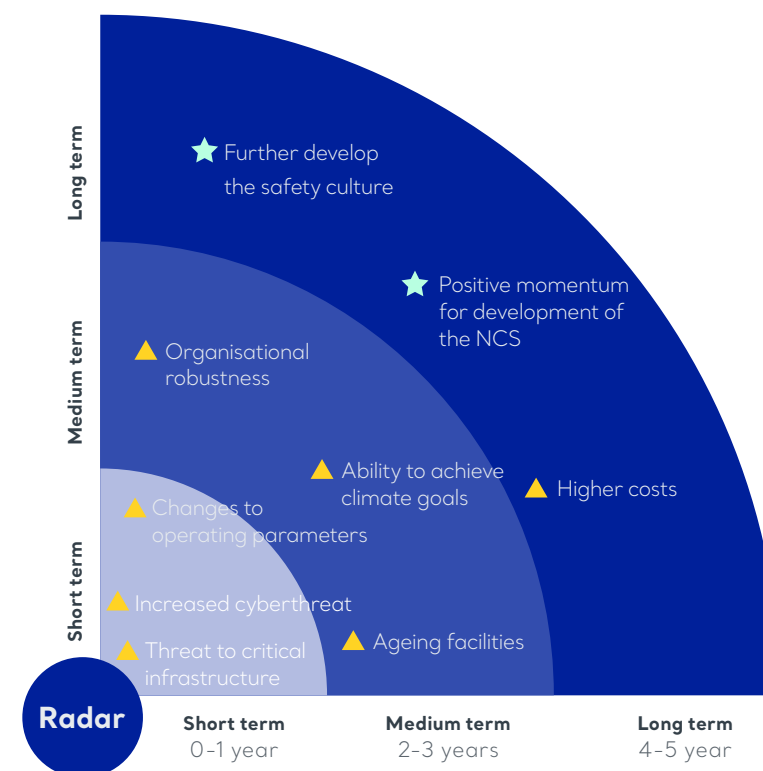 Long term
Further develop
the safety culture
Positive momentum
for development of
the NCS
Medium term
Organisational
robustness
Ability to achieve
climate goals
Higher costs
Short term
Changes to
operating parameters
Increased cyberthreat
Threat to critical
infrastructure
Ageing facilities
Radar
Short term
0-1 year
Medium term
2-3 years
Long term
4-5 year